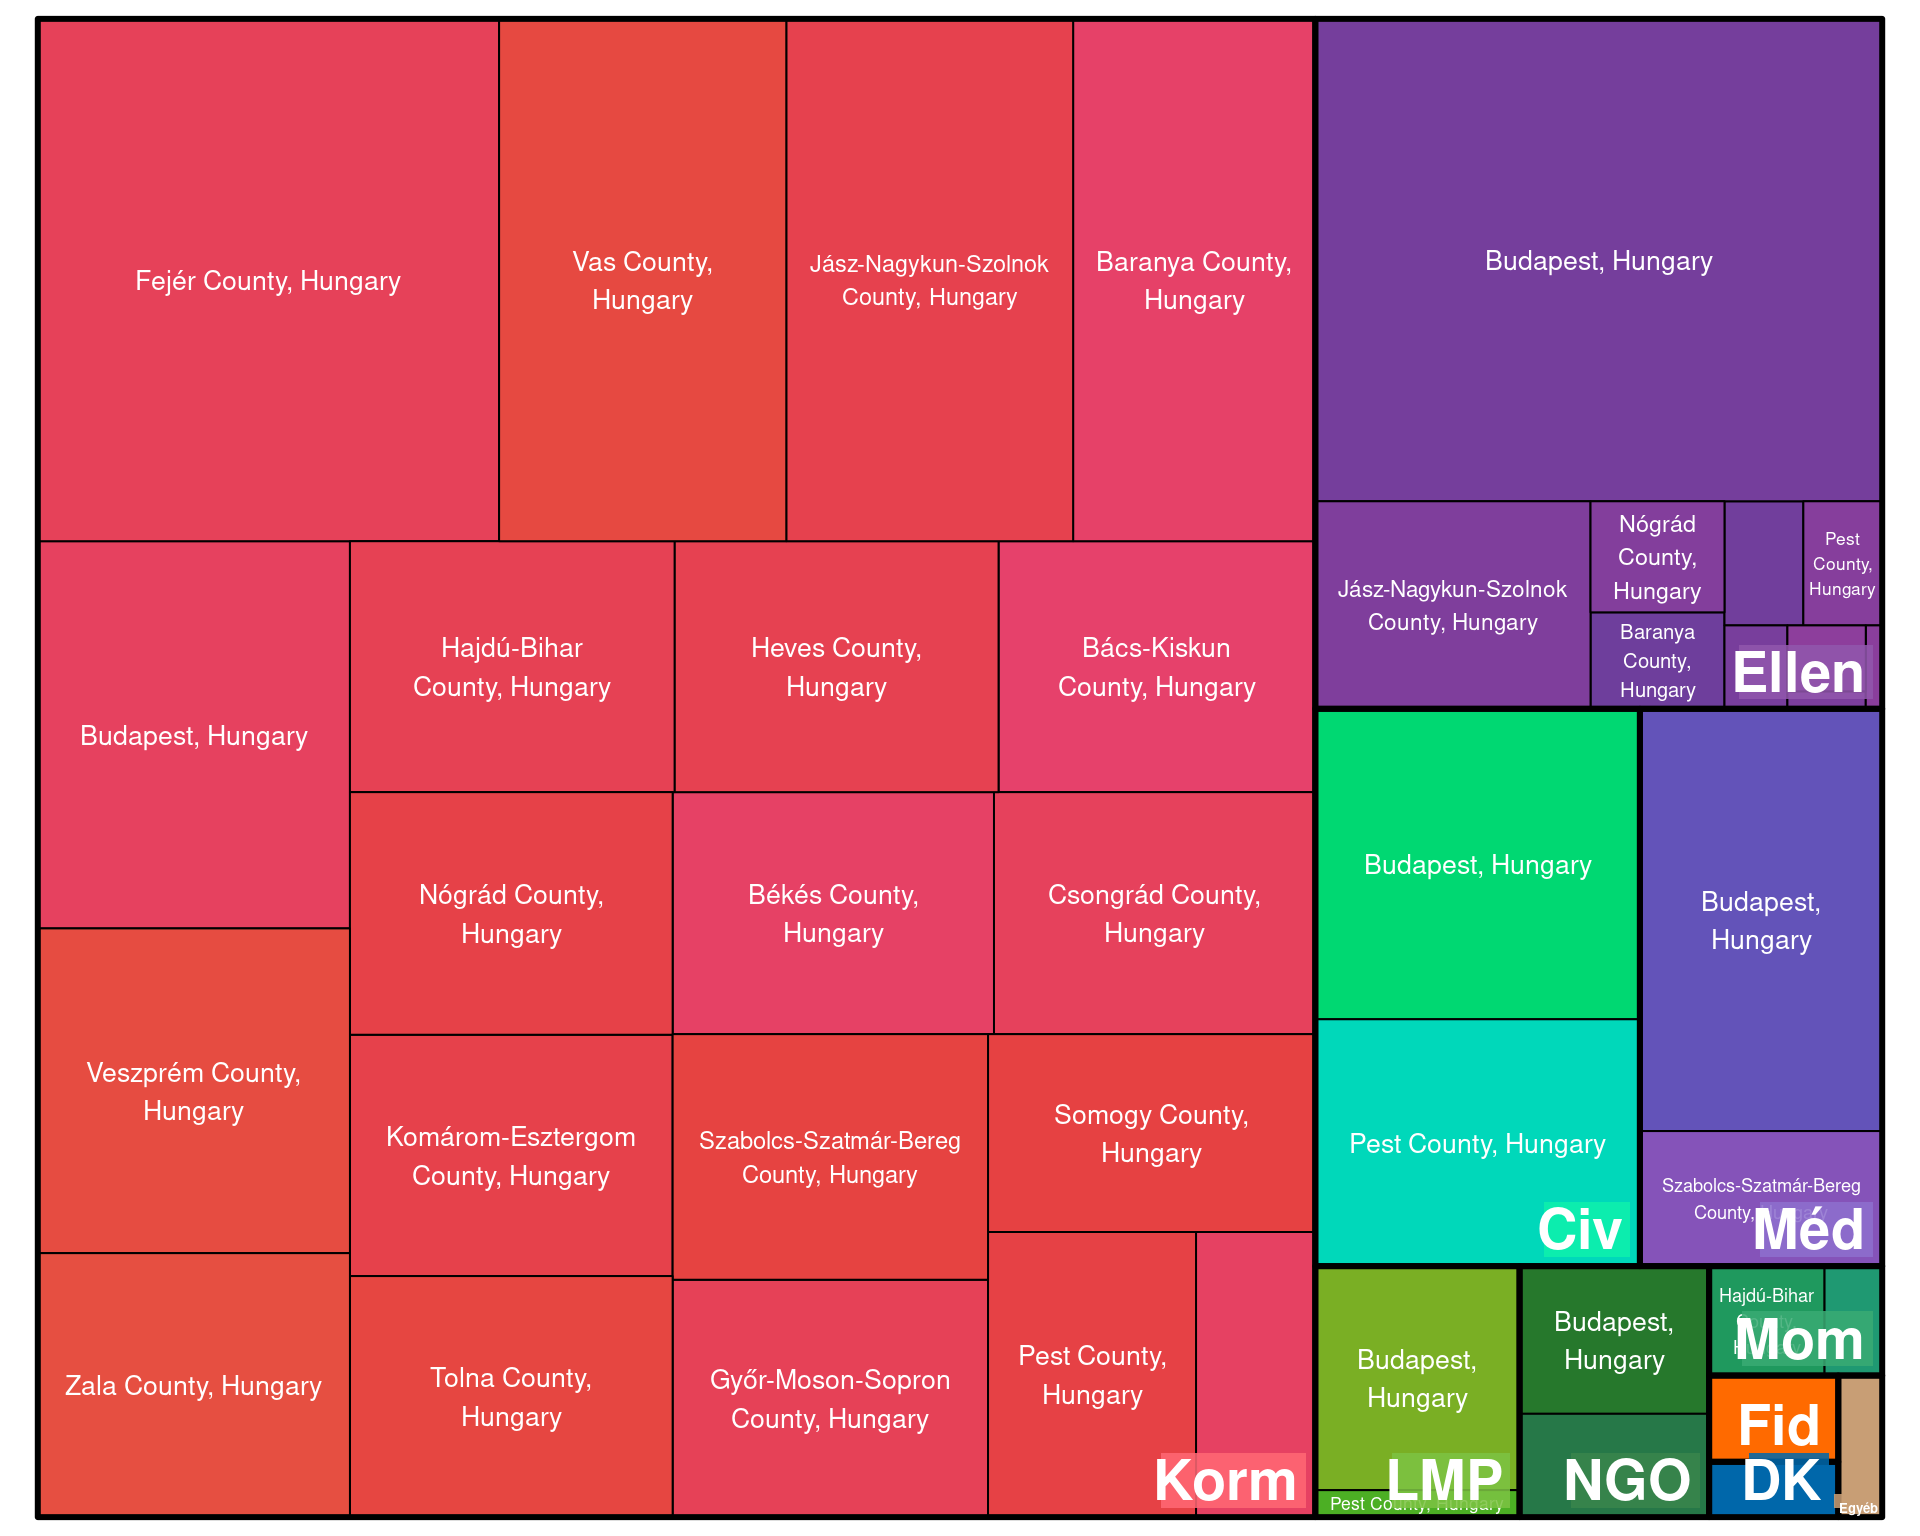 Fejér County, Hungary
Vas County,
Hungary
Jász-Nagykun-Szolnok
County, Hungary
Baranya County,
Hungary
Budapest, Hungary
Hajdú-Bihar
County, Hungary
Heves County,
Hungary
Bács-Kiskun
County, Hungary
Nógrád County,
Hungary
Békés County,
Hungary
Csongrád County,
Hungary
Veszprém County,
Hungary
Komárom-Esztergom
County, Hungary
Szabolcs-Szatmár-Bereg
County, Hungary
Somogy County,
Hungary
Zala County, Hungary
Tolna County,
Hungary
Győr-Moson-Sopron
County, Hungary
Pest County,
Hungary
Korm
Budapest, Hungary
Jász-Nagykun-Szolnok
County, Hungary
Nógrád
County,
Hungary
Baranya
County,
Hungary
Pest
County,
Hungary
Ellen
Budapest, Hungary
Pest County, Hungary
Civ
Budapest,
Hungary
Szabolcs-Szatmár-Bereg
County, Hungary
Méd
Budapest,
Hungary
Pest County, Hungary
LMP
Budapest,
Hungary
NGO
Hajdú-Bihar
Mom
Fid
DK
Egyéb